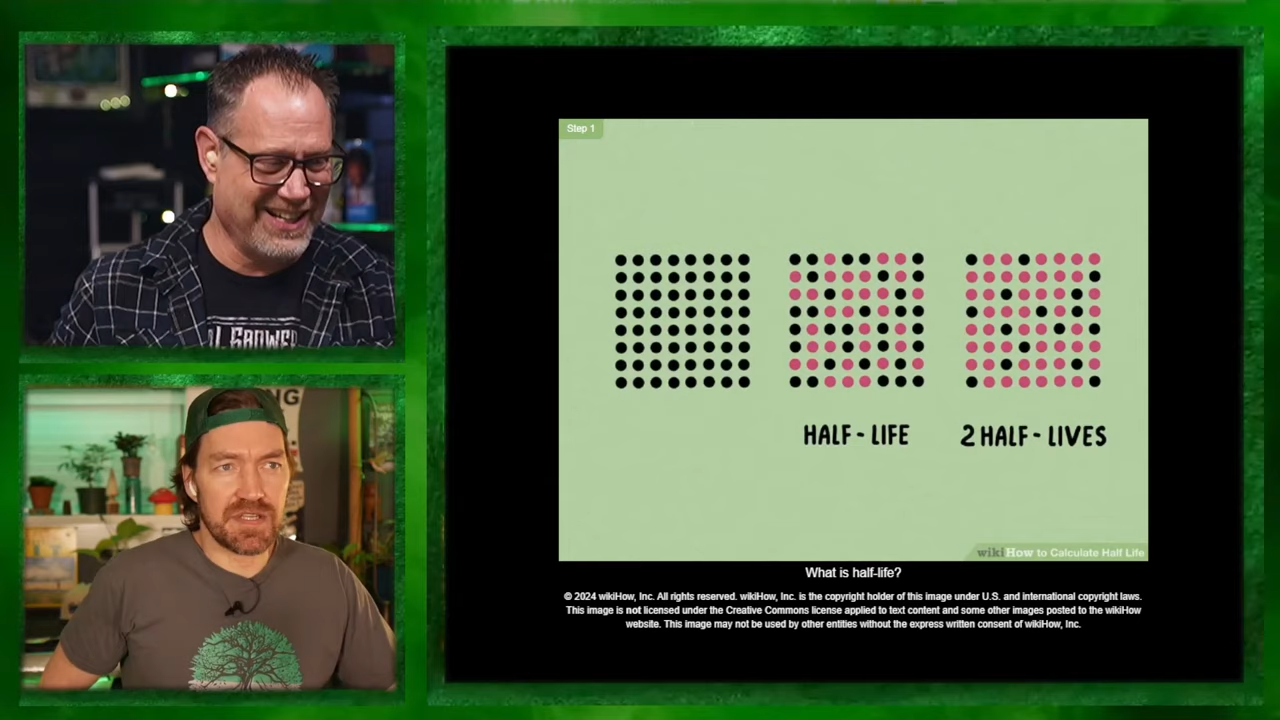 Step 1
HALF - LIFE
2 HALF - LIVES
wikiHow to Calculate Half Life
What is half-life?
© 2024 wikiHow, Inc. All rights reserved. wikiHow, Inc. is the copyright holder of this image under U.S. and international copyright laws.
This image is not licensed under the Creative Commons license applied to text content and some other images posted to the wikiHow
website. This image may not be used by other entities without the express written consent of wikiHow, Inc.